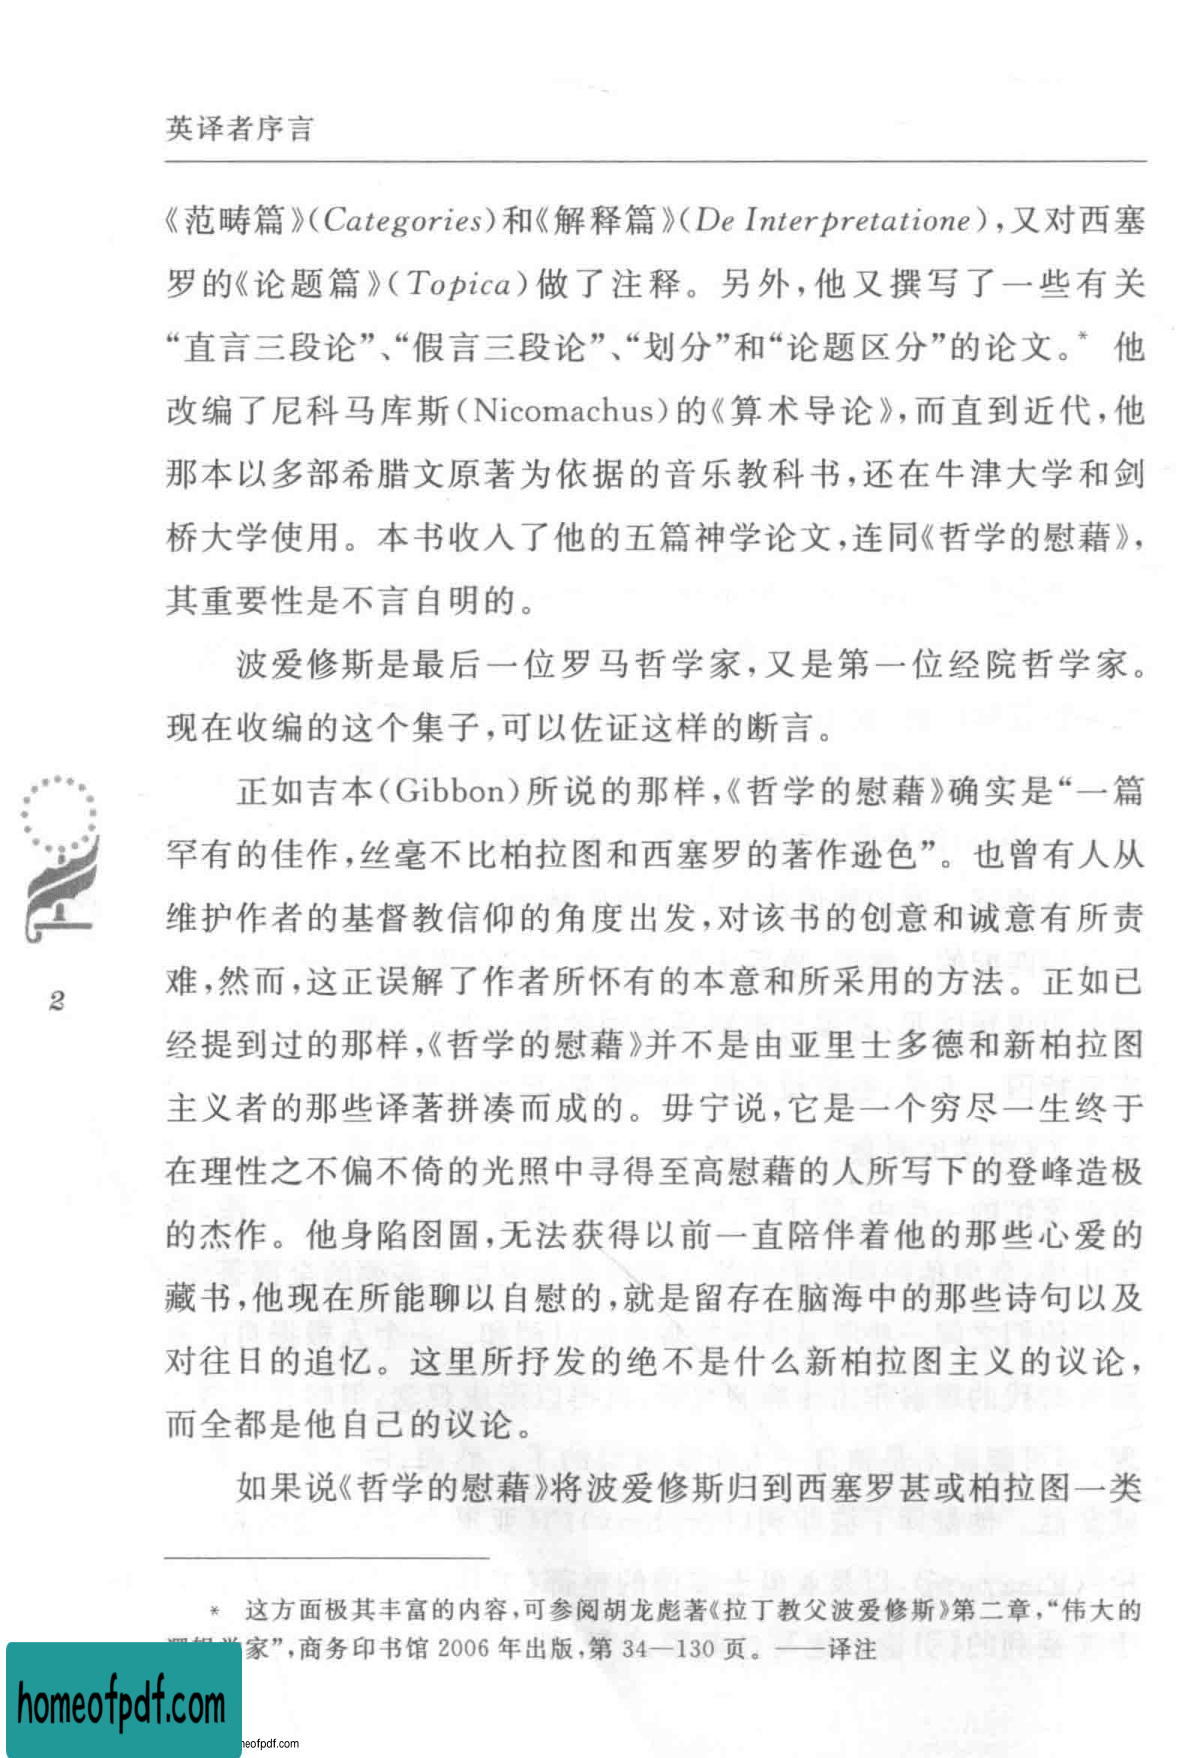 英译者序言
《范畴篇》(Categories)和《解释篇》(De Interpretatione),又对西塞
罗的《论题篇》(Topica)做了注释。另外,他又撰写了一些有关
“直言三段论”、“假言三段论”、“划分”和“论题区分”的论文。* 他
改编了尼科马库斯(Nicomachus)的《算术导论》,而直到近代,他
那本以多部希腊文原著为依据的音乐教科书,还在牛津大学和剑
桥大学使用。本书收入了他的五篇神学论文,连同《哲学的慰藉》,
其重要性是不言自明的。
波爱修斯是最后一位罗马哲学家,又是第一位经院哲学家。
现在收编的这个集子,可以佐证这样的断言。
正如吉本(Gibbon)所说的那样,《哲学的慰藉》确实是“一篇
罕有的佳作,丝毫不比柏拉图和西塞罗的著作逊色”。也曾有人从
维护作者的基督教信仰的角度出发,对该书的创意和诚意有所责
难,然而,这正误解了作者所怀有的本意和所采用的方法。正如已
经提到过的那样,《哲学的慰藉》并不是由亚里士多德和新柏拉图
主义者的那些译著拼凑而成的。毋宁说,它是一个穷尽一生终于
在理性之不偏不倚的光照中寻得至高慰藉的人所写下的登峰造极
的杰作。他身陷囹圄,无法获得以前一直陪伴着他的那些心爱的
藏书,他现在所能聊以自慰的,就是留存在脑海中的那些诗句以及
对往日的追忆。这里所抒发的绝不是什么新柏拉图主义的议论,
而全都是他自己的议论。
如果说《哲学的慰藉》将波爱修斯归到西塞罗甚或柏拉图一类
2
* 这方面极其丰富的内容,可参阅胡龙彪著《拉丁教父波爱修斯》第二章,“伟大的
家”,商务印书馆 2006 年出版,第 34—130 页。——译注
homeofpdf.com
neofpdf.com